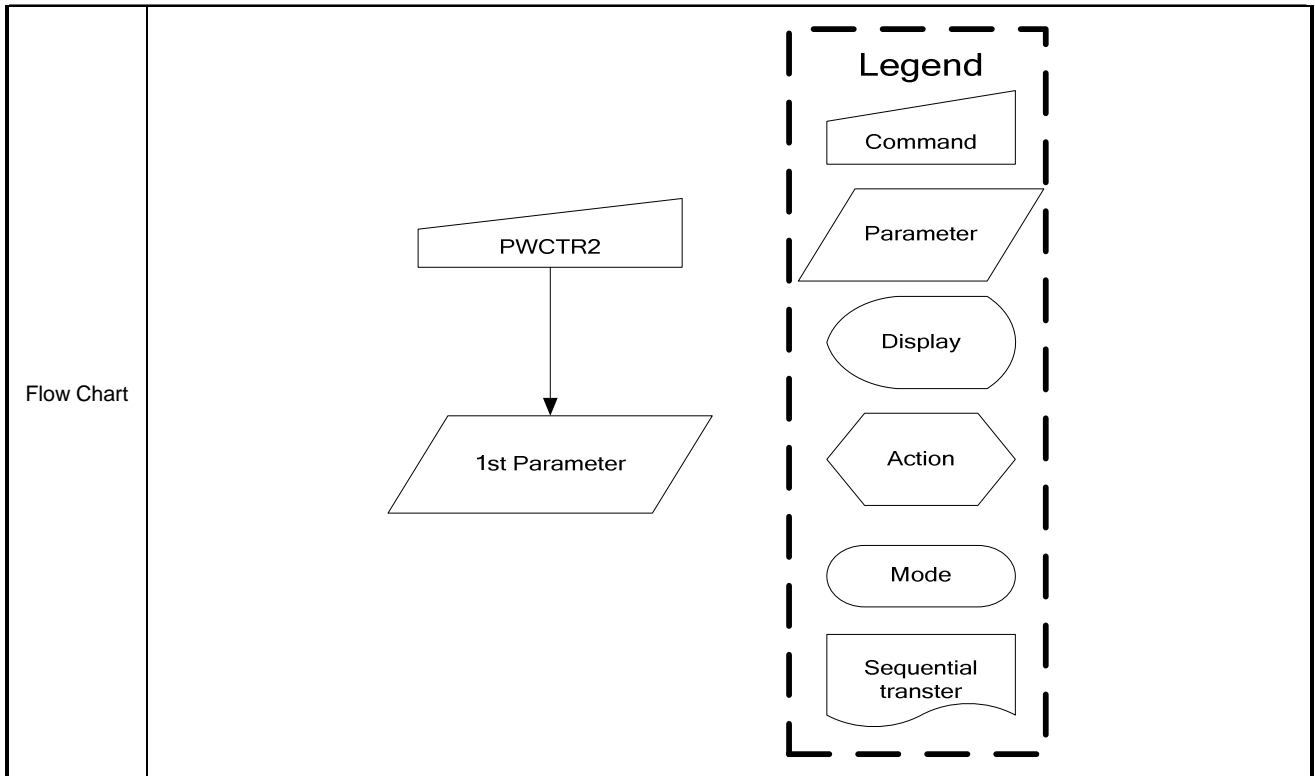 Flow Chart
PWCTR2
1st Parameter
Legend
Command
Parameter
Display
Action
Mode
Sequential
transter